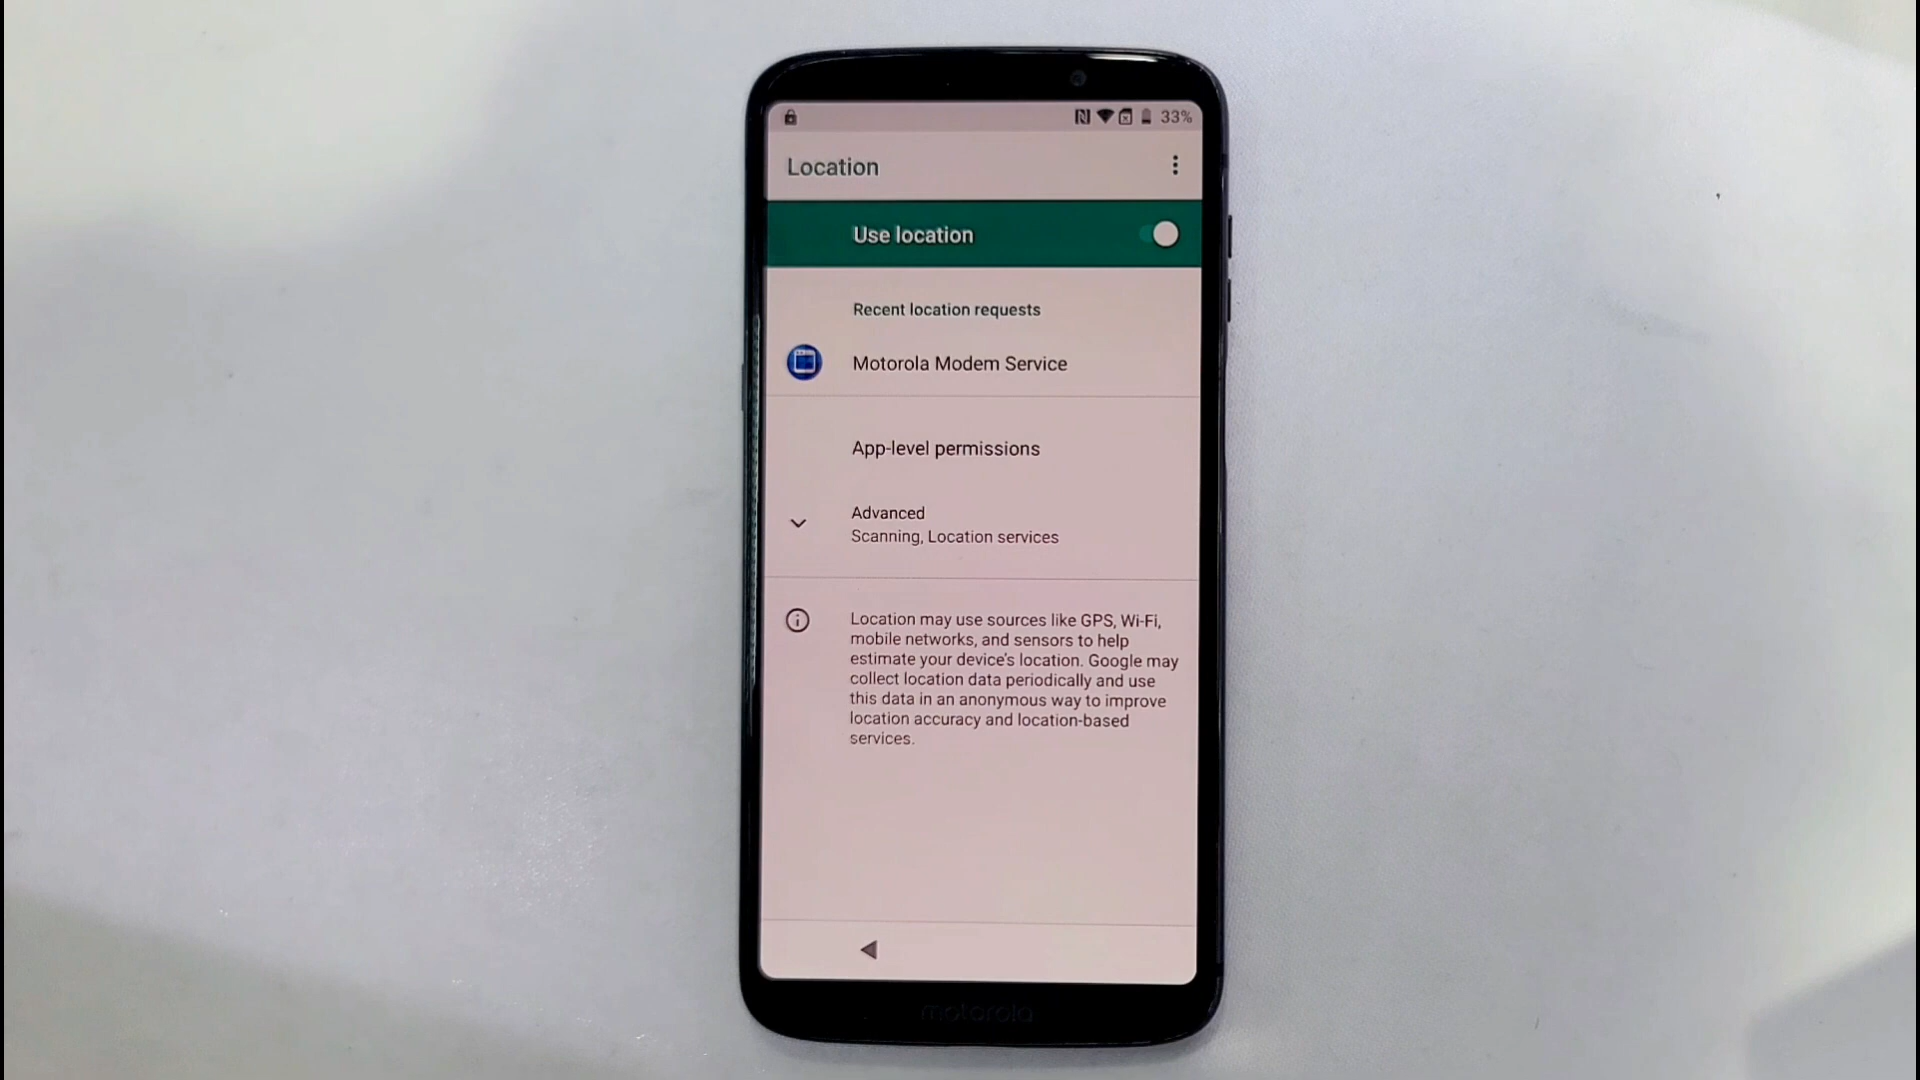 33%
Location
Use location
Recent location requests
Motorola Modem Service
App-level permissions
Advanced
Scanning, Location services
Location may use sources like GPS, Wi-Fi,
mobile networks, and sensors to help
estimate your device's location. Google may
collect location data periodically and use
this data in an anonymous way to improve
location accuracy and location-based
services.
motorola